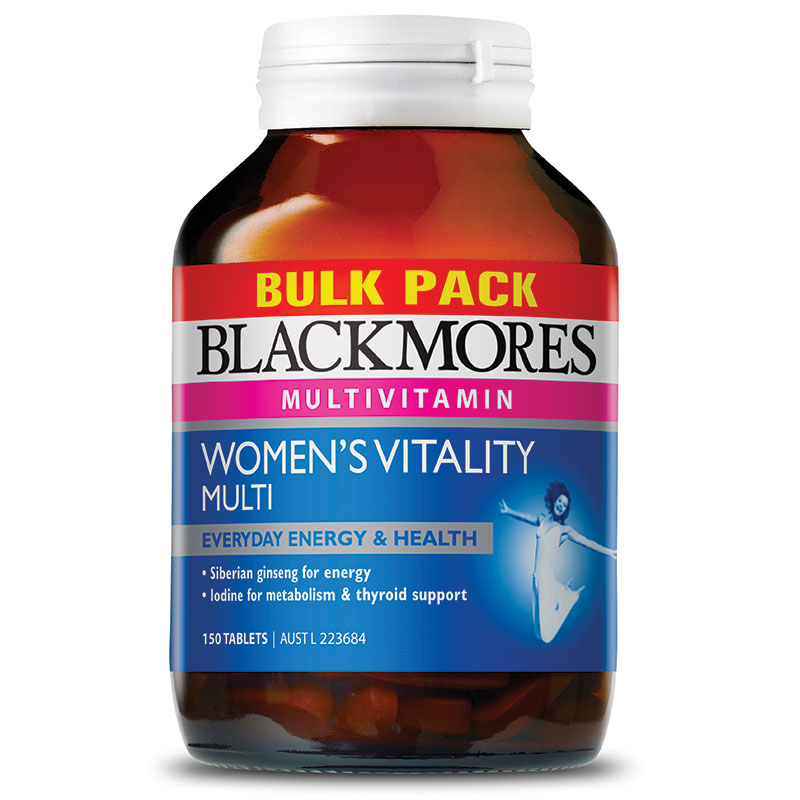 BULK PACK
BLACKMORES
MULTIVITAMIN
WOMEN'S VITALITY
MULTI
EVERYDAY ENERGY & HEALTH
• Siberian ginseng for energy
• Iodine for metabolism & thyroid support
150 TABLETS | AUST L 223684